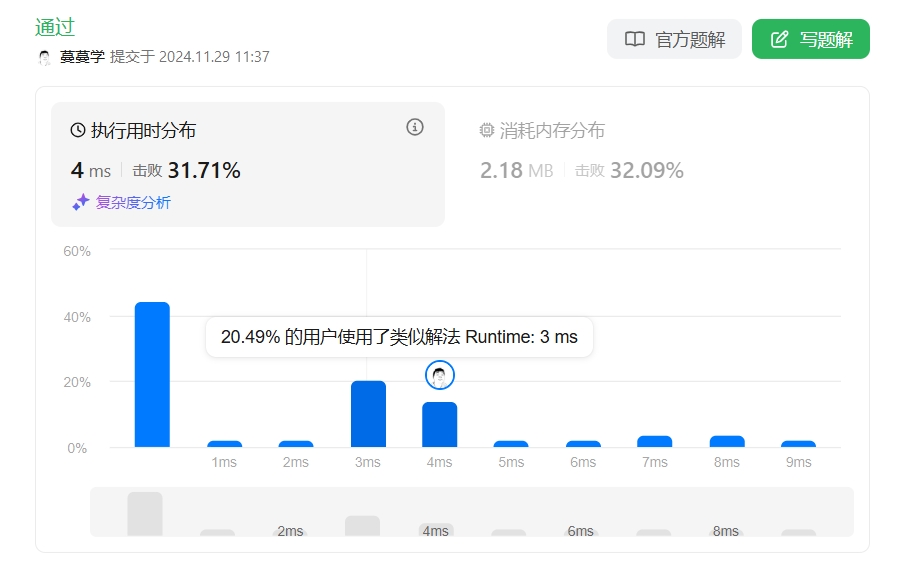 通过
蔓蔓学 提交于 2024.11.29 11:37
官方题解
写题解
执行用时分布
4 ms 击败 31.71%
复杂度分析
消耗内存分布
2.18 MB 击败 32.09%
60%
40%
20%
0%
20.49% 的用户使用了类似解法 Runtime: 3 ms
1ms 2ms 3ms 4ms 5ms 6ms 7ms 8ms 9ms
2ms 4ms 6ms 8ms